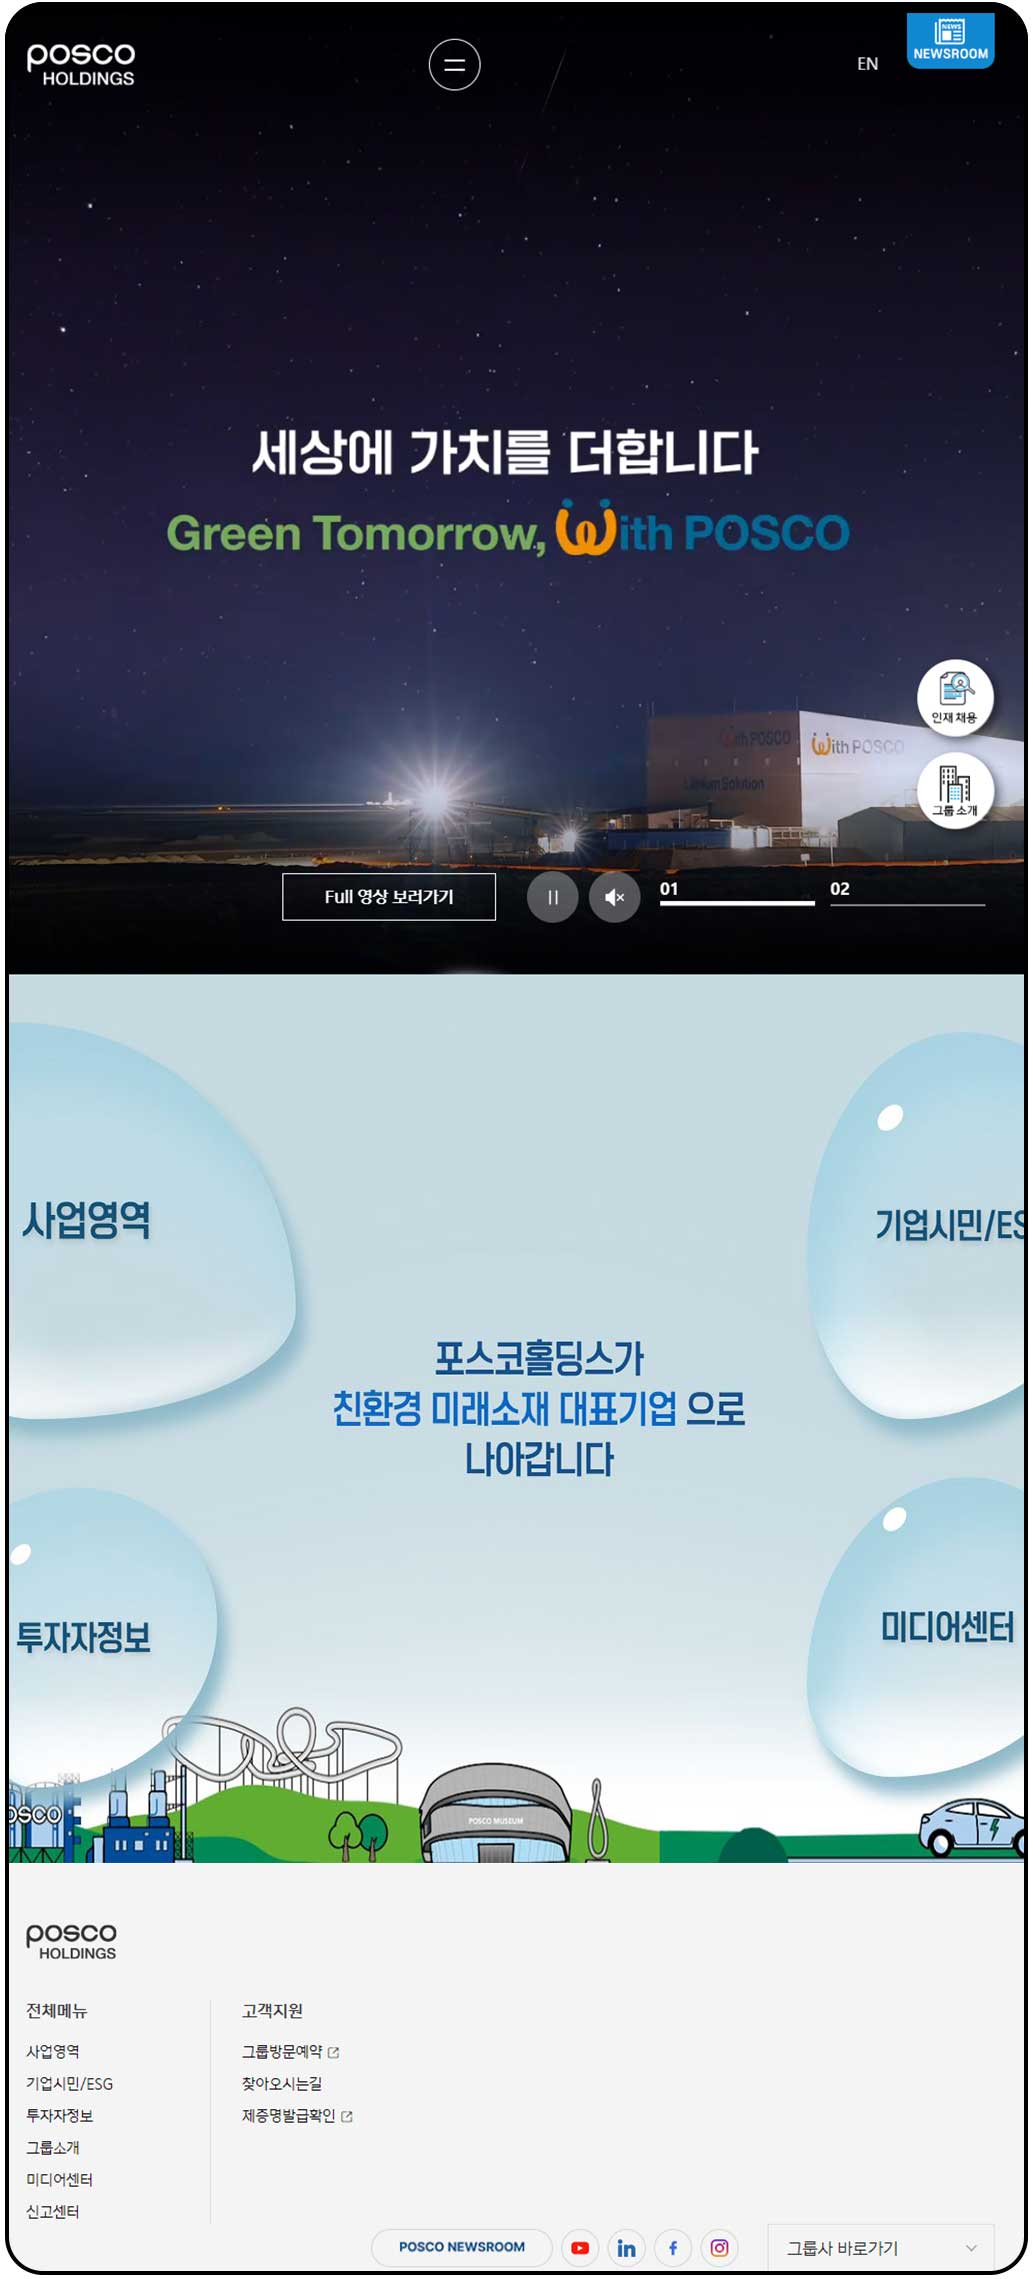 posco
HOLDINGS
EN
NEWS
NEWSROOM
세상에 가치를 더합니다
Green Tomorrow, With POSCO
인재 채용
With POSCO
With POSCO
Lithium Solution
그룹 소개
Full 영상 보러가기
01
02
사업영역
기업시민/ES
포스코홀딩스가
친환경 미래소재 대표기업 으로
나아갑니다
투자자정보
미디어센터
posco
POSCO MUSEUM
posco
HOLDINGS
전체메뉴
사업영역
기업시민/ESG
투자자정보
그룹소개
미디어센터
신고센터
고객지원
그룹방문예약
찾아오시는길
제증명발급확인
POSCO NEWSROOM
그룹사 바로가기